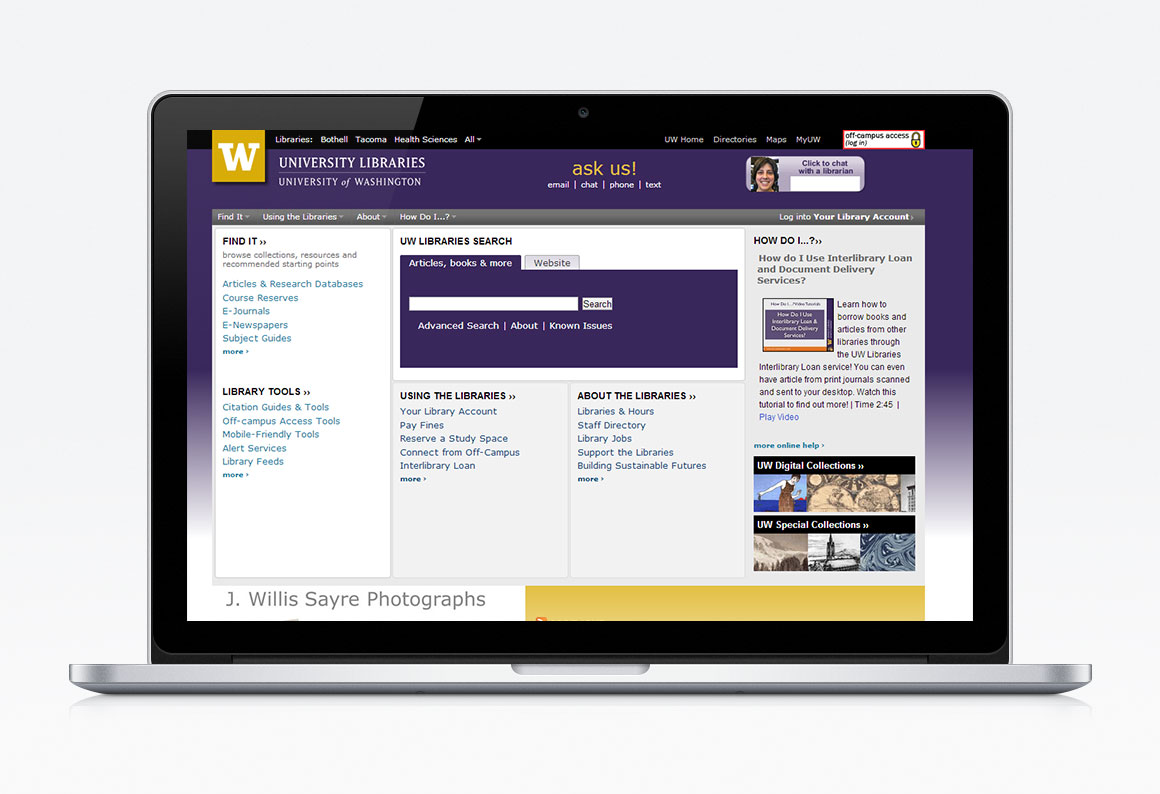 Libraries: Bothell Tacoma Health Sciences All
UW Home Directories Maps MyUW
off-campus access
(log in)
W
UNIVERSITY LIBRARIES
UNIVERSITY of WASHINGTON
ask us!
email | chat | phone | text
Click to chat
with a librarian
Find It Using the Libraries About How Do I...?
Log into Your Library Account ›
FIND IT ››
browse collections, resources and
recommended starting points
Articles & Research Databases
Course Reserves
E-Journals
E-Newspapers
Subject Guides
more ›
LIBRARY TOOLS ››
Citation Guides & Tools
Off-campus Access Tools
Mobile-Friendly Tools
Alert Services
Library Feeds
more ›
UW LIBRARIES SEARCH
Articles, books & more Website
Search
Advanced Search | About | Known Issues
USING THE LIBRARIES ››
Your Library Account
Pay Fines
Reserve a Study Space
Connect from Off-Campus
Interlibrary Loan
more ›
ABOUT THE LIBRARIES ››
Libraries & Hours
Staff Directory
Library Jobs
Support the Libraries
Building Sustainable Futures
more ›
HOW DO I...?››
How do I Use Interlibrary Loan
and Document Delivery
Services?
How Do I...? Video Tutorials
How Do I Use
Interlibrary Loan &
Document Delivery
Services?
Learn how to
borrow books and
articles from other
libraries through
the UW Libraries
Interlibrary Loan service! You can even
have article from print journals scanned
and sent to your desktop. Watch this
tutorial to find out more! | Time 2:45 |
Play Video
more online help ›
UW Digital Collections ››
UW Special Collections ››
J. Willis Sayre Photographs